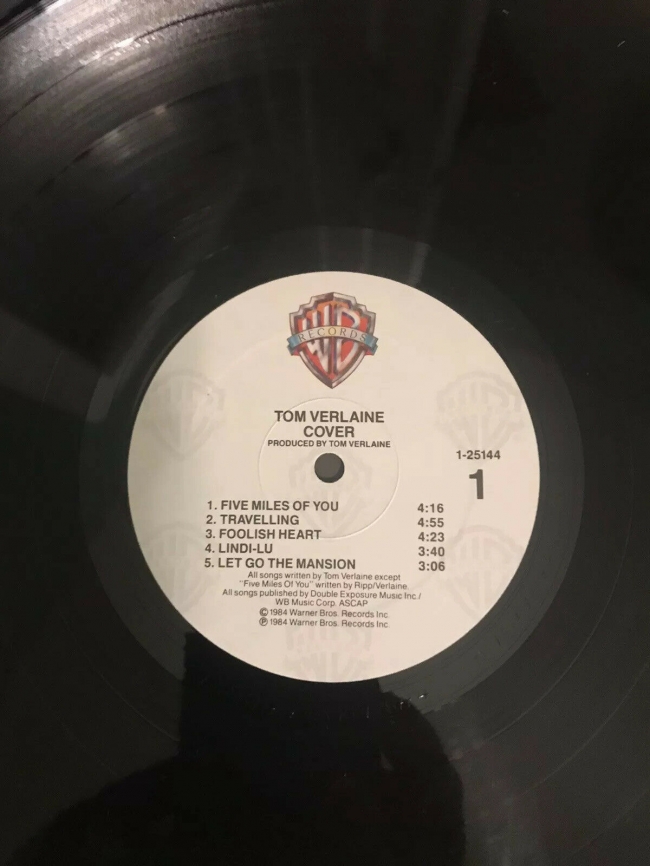 WB
RECORDS
TOM VERLAINE
COVER
PRODUCED BY TOM VERLAINE
1-25144
1
1. FIVE MILES OF YOU 4:16
2. TRAVELLING 4:55
3. FOOLISH HEART 4:23
4. LINDI-LU 3:40
5. LET GO THE MANSION 3:06
All songs written by Tom Verlaine except
"Five Miles Of You" written by Ripp/Verlaine.
All songs published by Double Exposure Music Inc./
WB Music Corp. ASCAP
© 1984 Warner Bros. Records Inc.
℗ 1984 Warner Bros. Records Inc.